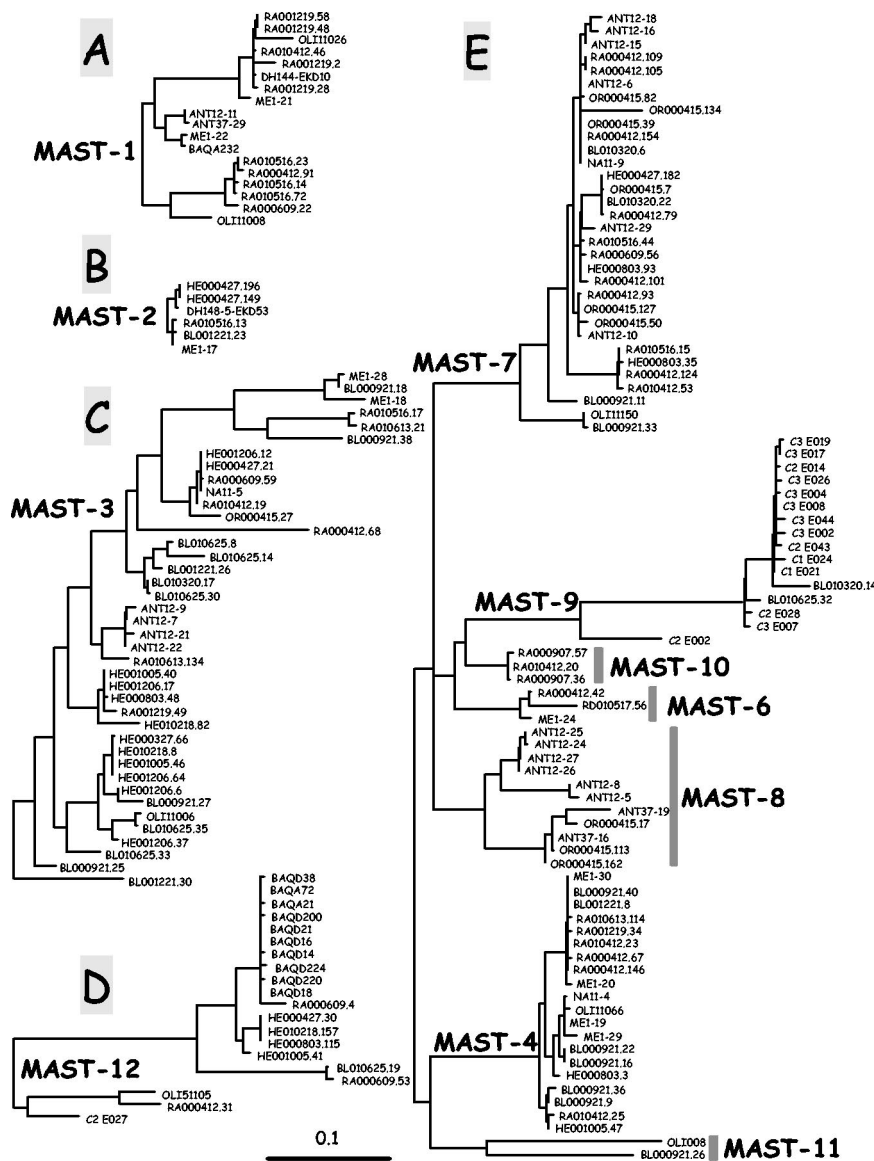 A
RA001219.58
RA001219.48
OLI11026
RA010412.46
RA001219.2
DH144-EKD10
RA001219.28
ME1-21
ANT12-11
ANT37-29
ME1-22
BAQA232
MAST-1
RA010516.23
RA000412.91
RA010516.14
RA010516.72
RA000609.22
OLI11008
B
HE000427.196
HE000427.149
DH148-5-EKD53
MAST-2
RA010516.13
BL001221.23
ME1-17
C
ME1-28
BL000921.18
ME1-18
RA010516.17
RA010613.21
BL000921.38
HE001206.12
HE000427.21
RA000609.59
NA11-5
RA010412.19
MAST-3
OR000415.27
RA000412.68
BL010625.8
BL010625.14
BL001221.26
BL010320.17
BL010625.30
ANT12-9
ANT12-7
ANT12-21
ANT12-22
RA010613.134
HE001005.40
HE001206.17
HE000803.48
RA001219.49
HE010218.82
HE000327.66
HE010218.8
HE001005.46
HE001206.64
HE001206.6
BL000921.27
OLI11006
BL010625.35
HE001206.37
BL010625.33
BL000921.25
BL001221.30
D
BAQD38
BAQA72
BAQA21
BAQD200
BAQD21
BAQD16
BAQD14
BAQD224
BAQD220
BAQD18
RA000609.4
HE000427.30
HE010218.157
HE000803.115
HE001005.41
BL010625.19
RA000609.53
MAST-12
OLI51105
RA000412.31
C2 E027
0.1
E
ANT12-18
ANT12-16
ANT12-15
RA000412.109
RA000412.105
ANT12-6
OR000415.82
OR000415.134
OR000415.39
RA000412.154
BL010320.6
NA11-9
HE000427.182
OR000415.7
BL010320.22
RA000412.79
ANT12-29
RA010516.44
RA000609.56
HE000803.93
RA000412.101
RA000412.93
OR000415.127
OR000415.50
ANT12-10
RA010516.15
MAST-7
HE000803.35
RA000412.124
RA010412.53
BL000921.11
OLI11150
BL000921.33
C3 E019
C3 E017
C2 E014
C3 E026
C3 E004
C3 E008
C3 E044
C3 E002
C2 E043
C1 E024
C1 E021
BL010320.14
MAST-9
BL010625.32
C2 E028
C3 E007
C2 E002
RA000907.57
RA010412.20
RA000907.36
MAST-10
RA000412.42
RD010517.56
ME1-24
MAST-6
ANT12-25
ANT12-24
ANT12-27
ANT12-26
ANT12-8
ANT12-5
MAST-8
ANT37-19
OR000415.17
ANT37-16
OR000415.113
OR000415.162
ME1-30
BL000921.40
BL001221.8
RA010613.114
RA001219.34
RA010412.23
RA000412.67
RA000412.146
ME1-20
NA11-4
OLI11066
ME1-19
ME1-29
MAST-4
BL000921.22
BL000921.16
HE000803.3
BL000921.36
BL000921.9
RA010412.25
HE001005.47
OLI008
BL000921.26
MAST-11